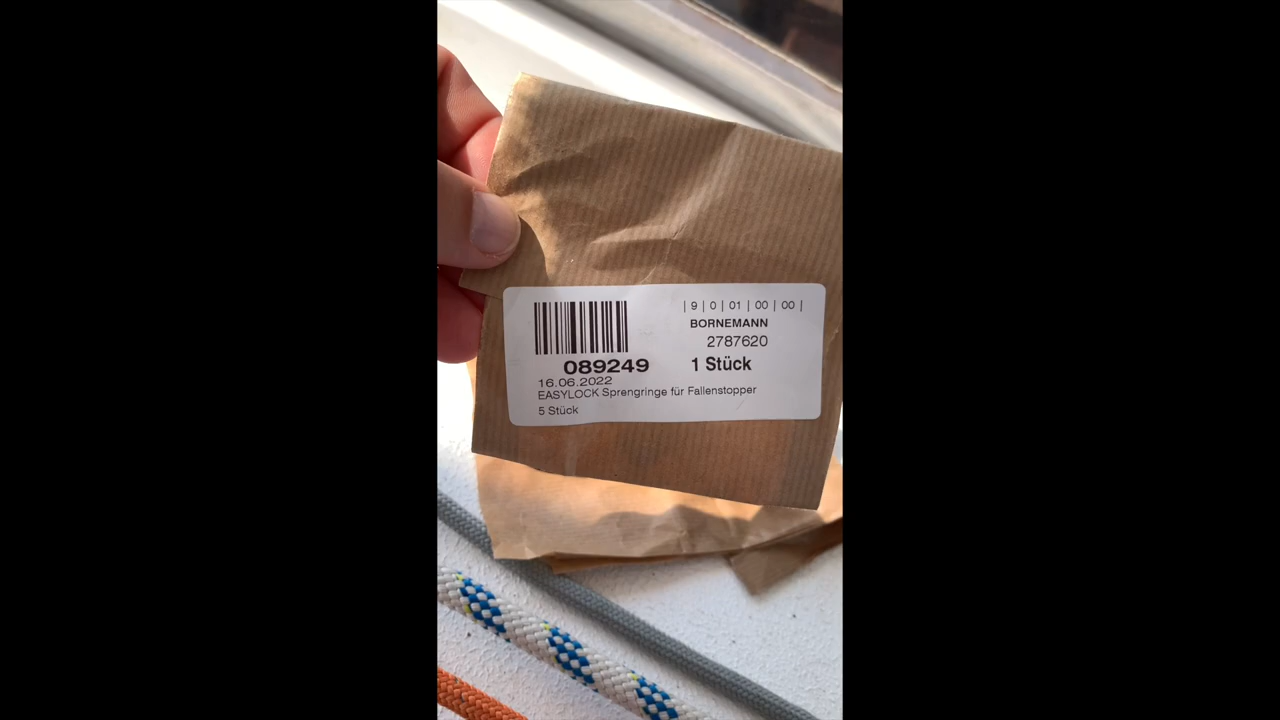 | 9 | 0 | 01 | 00 | 00 |
BORNEMANN
2787620
089249
1 Stück
16.06.2022
EASYLOCK Sprengringe für Fallenstopper
5 Stück